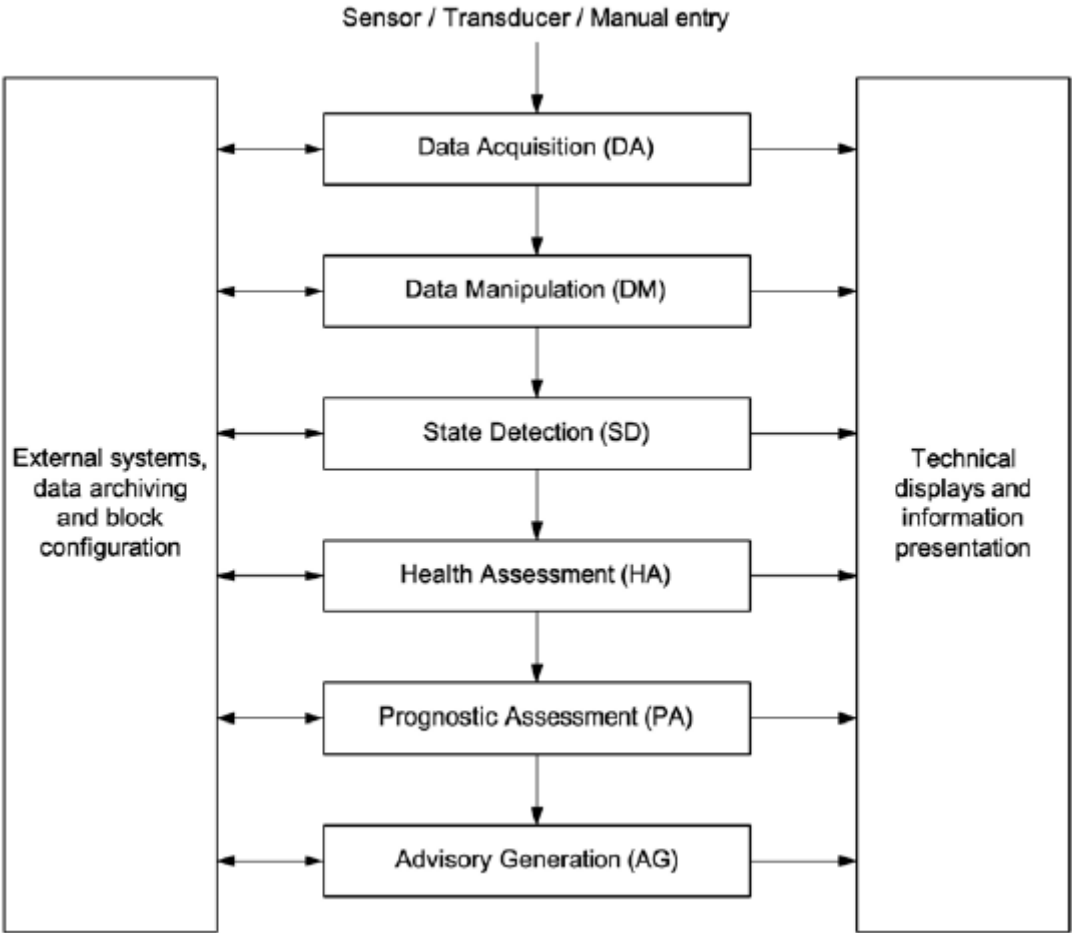 Sensor / Transducer / Manual entry
Data Acquisition (DA)
Data Manipulation (DM)
State Detection (SD)
External systems,
data archiving
and block
configuration
Technical
displays and
information
presentation
Health Assessment (HA)
Prognostic Assessment (PA)
Advisory Generation (AG)